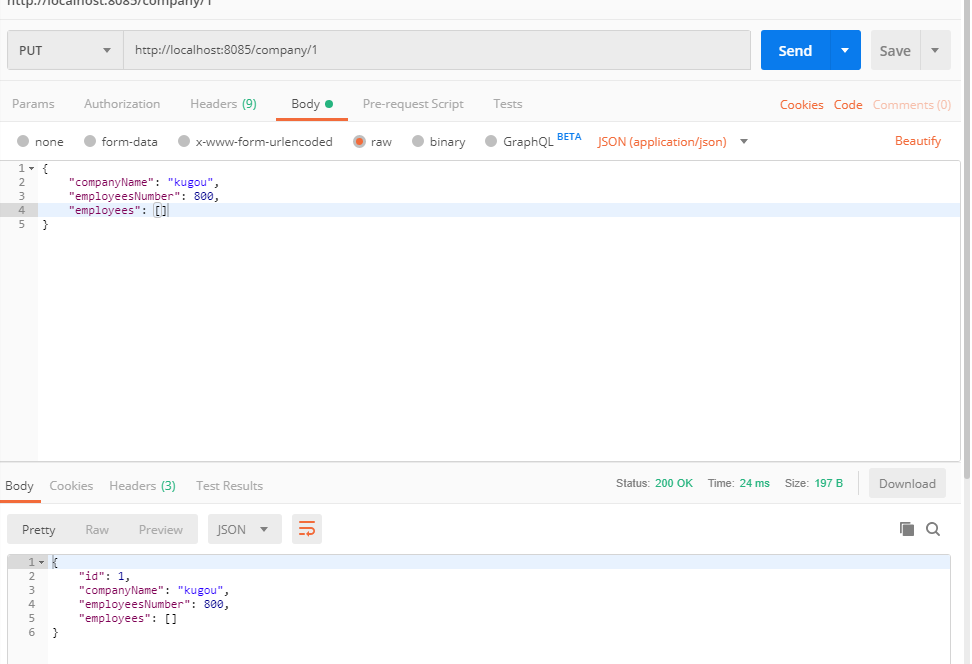 http://localhost:8085/company/1
PUT http://localhost:8085/company/1 Send Save
Params Authorization Headers (9) Body Pre-request Script Tests Cookies Code Comments (0)
none form-data x-www-form-urlencoded raw binary GraphQL BETA JSON (application/json) Beautify
1 {
2 "companyName": "kugou",
3 "employeesNumber": 800,
4 "employees": []
5 }
Body Cookies Headers (3) Test Results Status: 200 OK Time: 24 ms Size: 197 B Download
Pretty Raw Preview JSON
1 {
2 "id": 1,
3 "companyName": "kugou",
4 "employeesNumber": 800,
5 "employees": []
6 }